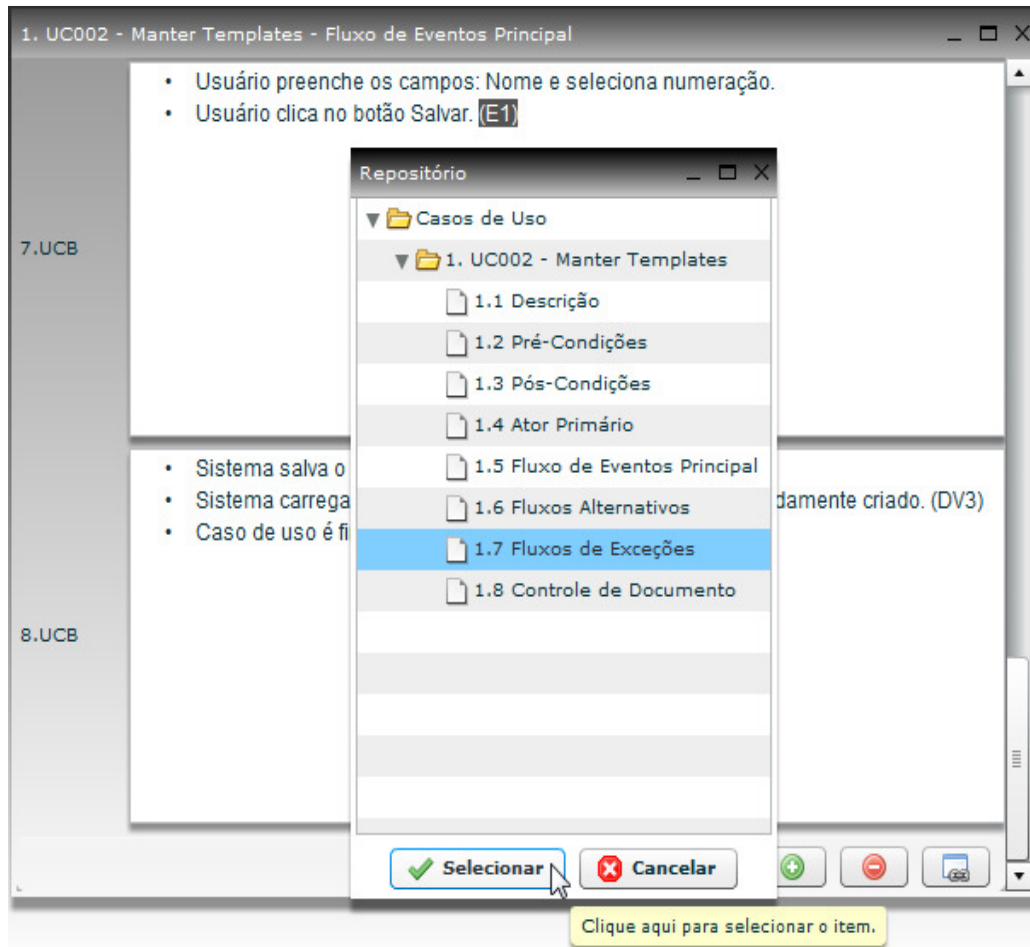 1. UC002 - Manter Templates - Fluxo de Eventos Principal
• Usuário preenche os campos: Nome e seleciona numeração.
• Usuário clica no botão Salvar. (E1)
7.UCB
Repositório
Casos de Uso
1. UC002 - Manter Templates
1.1 Descrição
1.2 Pré-Condições
1.3 Pós-Condições
1.4 Ator Primário
1.5 Fluxo de Eventos Principal
1.6 Fluxos Alternativos
1.7 Fluxos de Exceções
1.8 Controle de Documento
Selecionar
Cancelar
Clique aqui para selecionar o item.
• Sistema salva o
• Sistema carrega damente criado. (DV3)
• Caso de uso é fi
8.UCB